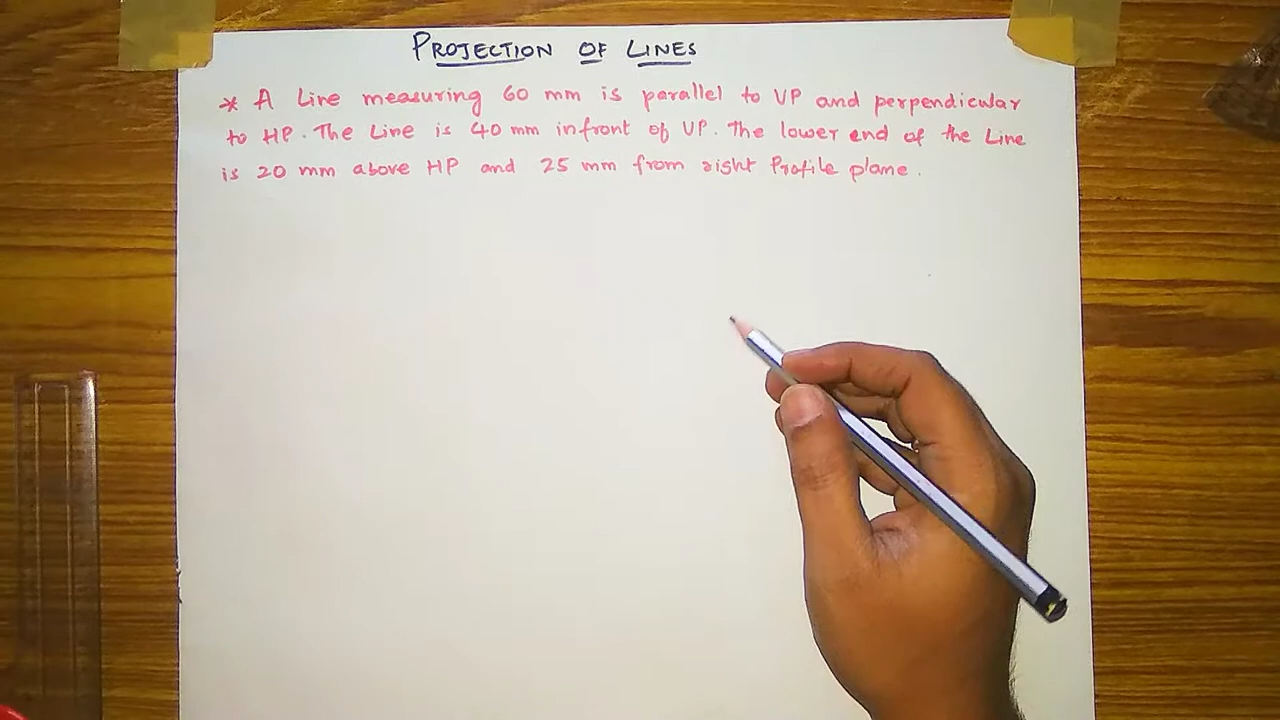 PROJECTION OF LINES
* A Line measuring 60 mm is parallel to VP and perpendicular
to HP. The Line is 40 mm infront of VP. The lower end of the Line
is 20 mm above HP and 25 mm from right Profile plane.